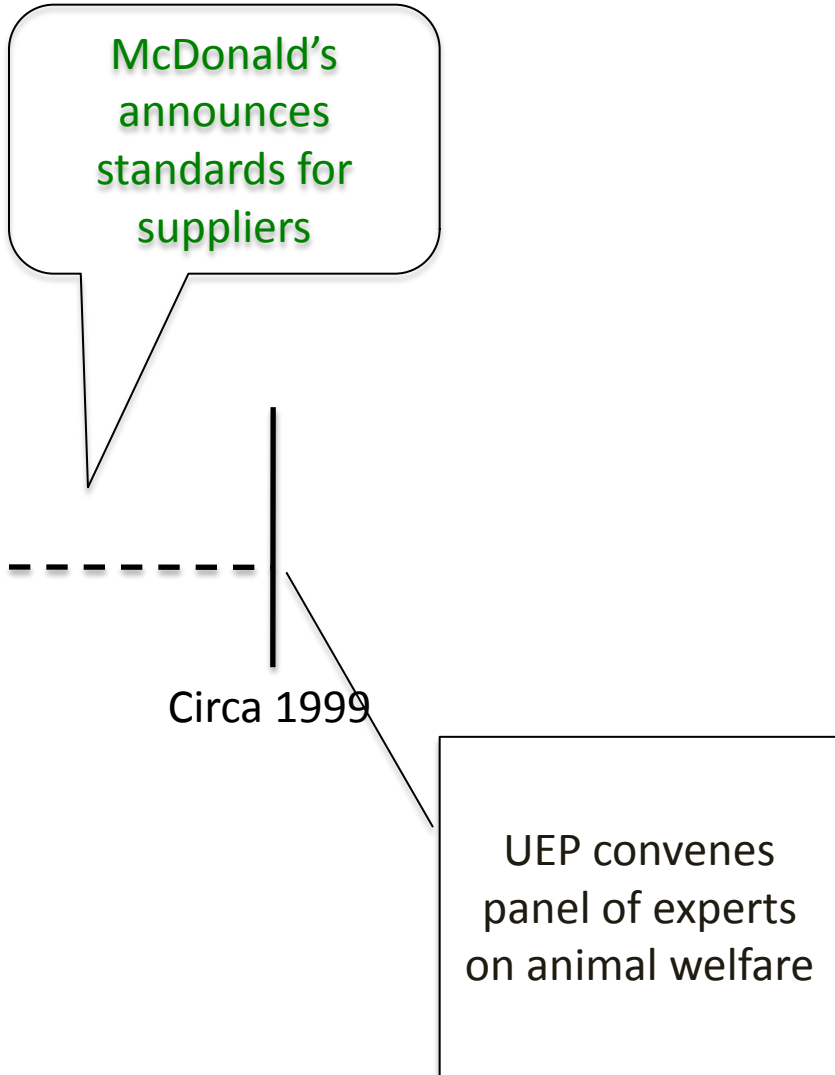 McDonald’s
announces
standards for
suppliers
Circa 1999
UEP convenes
panel of experts
on animal welfare